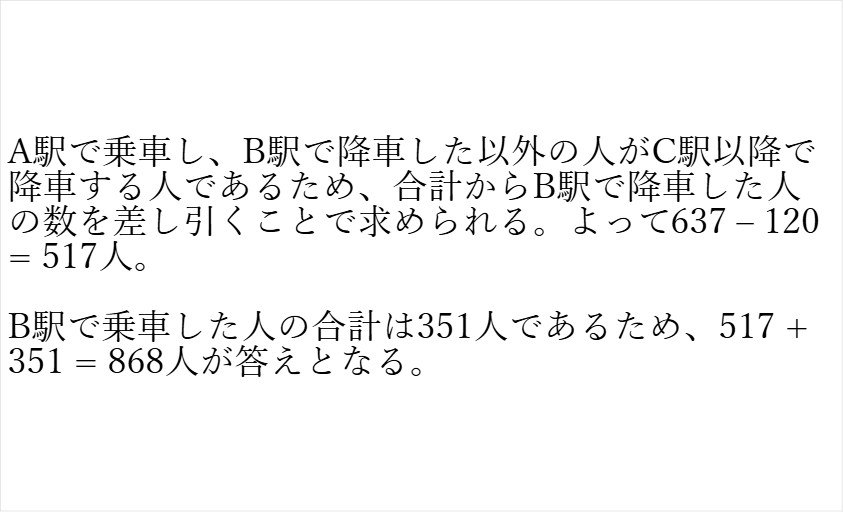 A駅で乗車し、B駅で降車した以外の人がC駅以降で
降車する人であるため、合計からB駅で降車した人
の数を差し引くことで求められる。よって637 – 120
= 517人。
B駅で乗車した人の合計は351人であるため、517 +
351 = 868人が答えとなる。